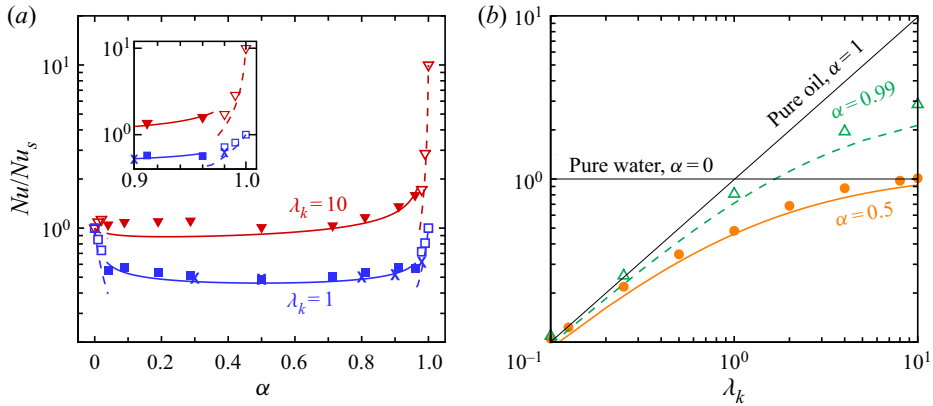 (a)
(b)
Nu/Nu_s
10^1
10^0
10^1
10^0
0.9
1.0
λ_k = 10
λ_k = 1
0
0.2
0.4
0.6
0.8
1.0
α
10^1
10^0
Pure oil, α = 1
α = 0.99
Pure water, α = 0
α = 0.5
10^−1
10^0
10^1
λ_k